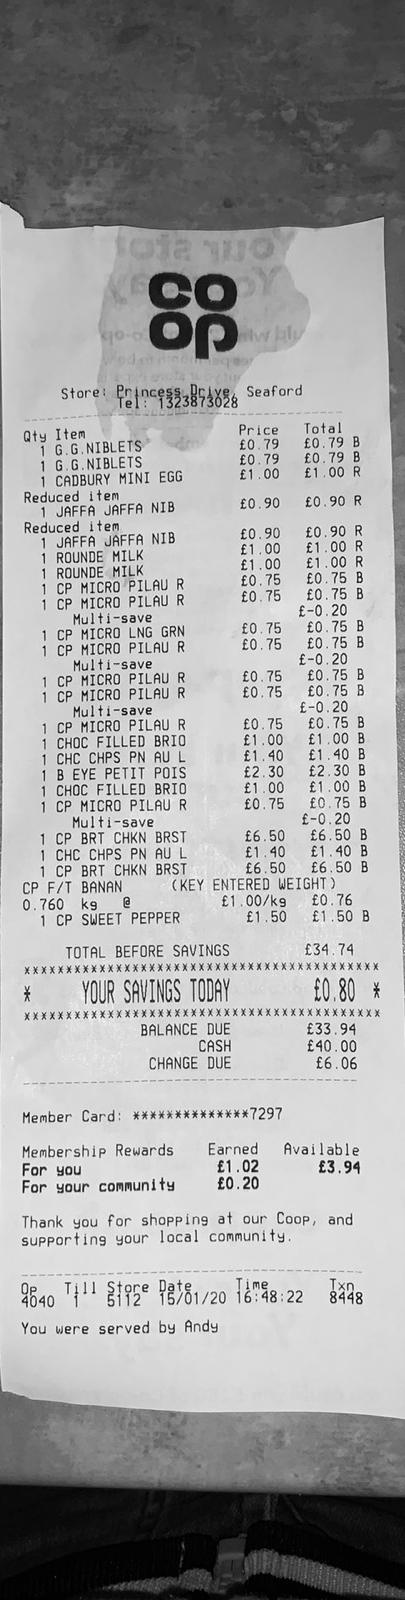 co
op
Store: Princess Drive, Seaford
Tel: 1323873028
Qty Item Price Total
1 G.G.NIBLETS £0.79 £0.79 B
1 G.G.NIBLETS £0.79 £0.79 B
1 CADBURY MINI EGG £1.00 £1.00 R
Reduced item
1 JAFFA JAFFA NIB £0.90 £0.90 R
Reduced item
1 JAFFA JAFFA NIB £0.90 £0.90 R
1 ROUNDE MILK £1.00 £1.00 R
1 ROUNDE MILK £1.00 £1.00 R
1 CP MICRO PILAU R £0.75 £0.75 B
1 CP MICRO PILAU R £0.75 £0.75 B
Multi-save £-0.20
1 CP MICRO LNG GRN £0.75 £0.75 B
1 CP MICRO PILAU R £0.75 £0.75 B
Multi-save £-0.20
1 CP MICRO PILAU R £0.75 £0.75 B
1 CP MICRO PILAU R £0.75 £0.75 B
Multi-save £-0.20
1 CP MICRO PILAU R £0.75 £0.75 B
1 CHOC FILLED BRIO £1.00 £1.00 B
1 CHC CHPS PN AU L £1.40 £1.40 B
1 B EYE PETIT POIS £2.30 £2.30 B
1 CHOC FILLED BRIO £1.00 £1.00 B
1 CP MICRO PILAU R £0.75 £0.75 B
Multi-save £-0.20
1 CP BRT CHKN BRST £6.50 £6.50 B
1 CHC CHPS PN AU L £1.40 £1.40 B
1 CP BRT CHKN BRST £6.50 £6.50 B
CP F/T BANAN (KEY ENTERED WEIGHT)
0.760 kg @ £1.00/kg £0.76
1 CP SWEET PEPPER £1.50 £1.50 B
TOTAL BEFORE SAVINGS £34.74
xxxxxxxxxxxxxxxxxxxxxxxxxxxxxxxxxxxxxxxxxx
* YOUR SAVINGS TODAY £0.80 *
xxxxxxxxxxxxxxxxxxxxxxxxxxxxxxxxxxxxxxxxxx
BALANCE DUE £33.94
CASH £40.00
CHANGE DUE £6.06
Member Card: **************7297
Membership Rewards Earned Available
For you £1.02 £3.94
For your community £0.20
Thank you for shopping at our Coop, and
supporting your local community.
Op Till Store Date Time Txn
4040 1 5112 15/01/20 16:48:22 8448
You were served by Andy